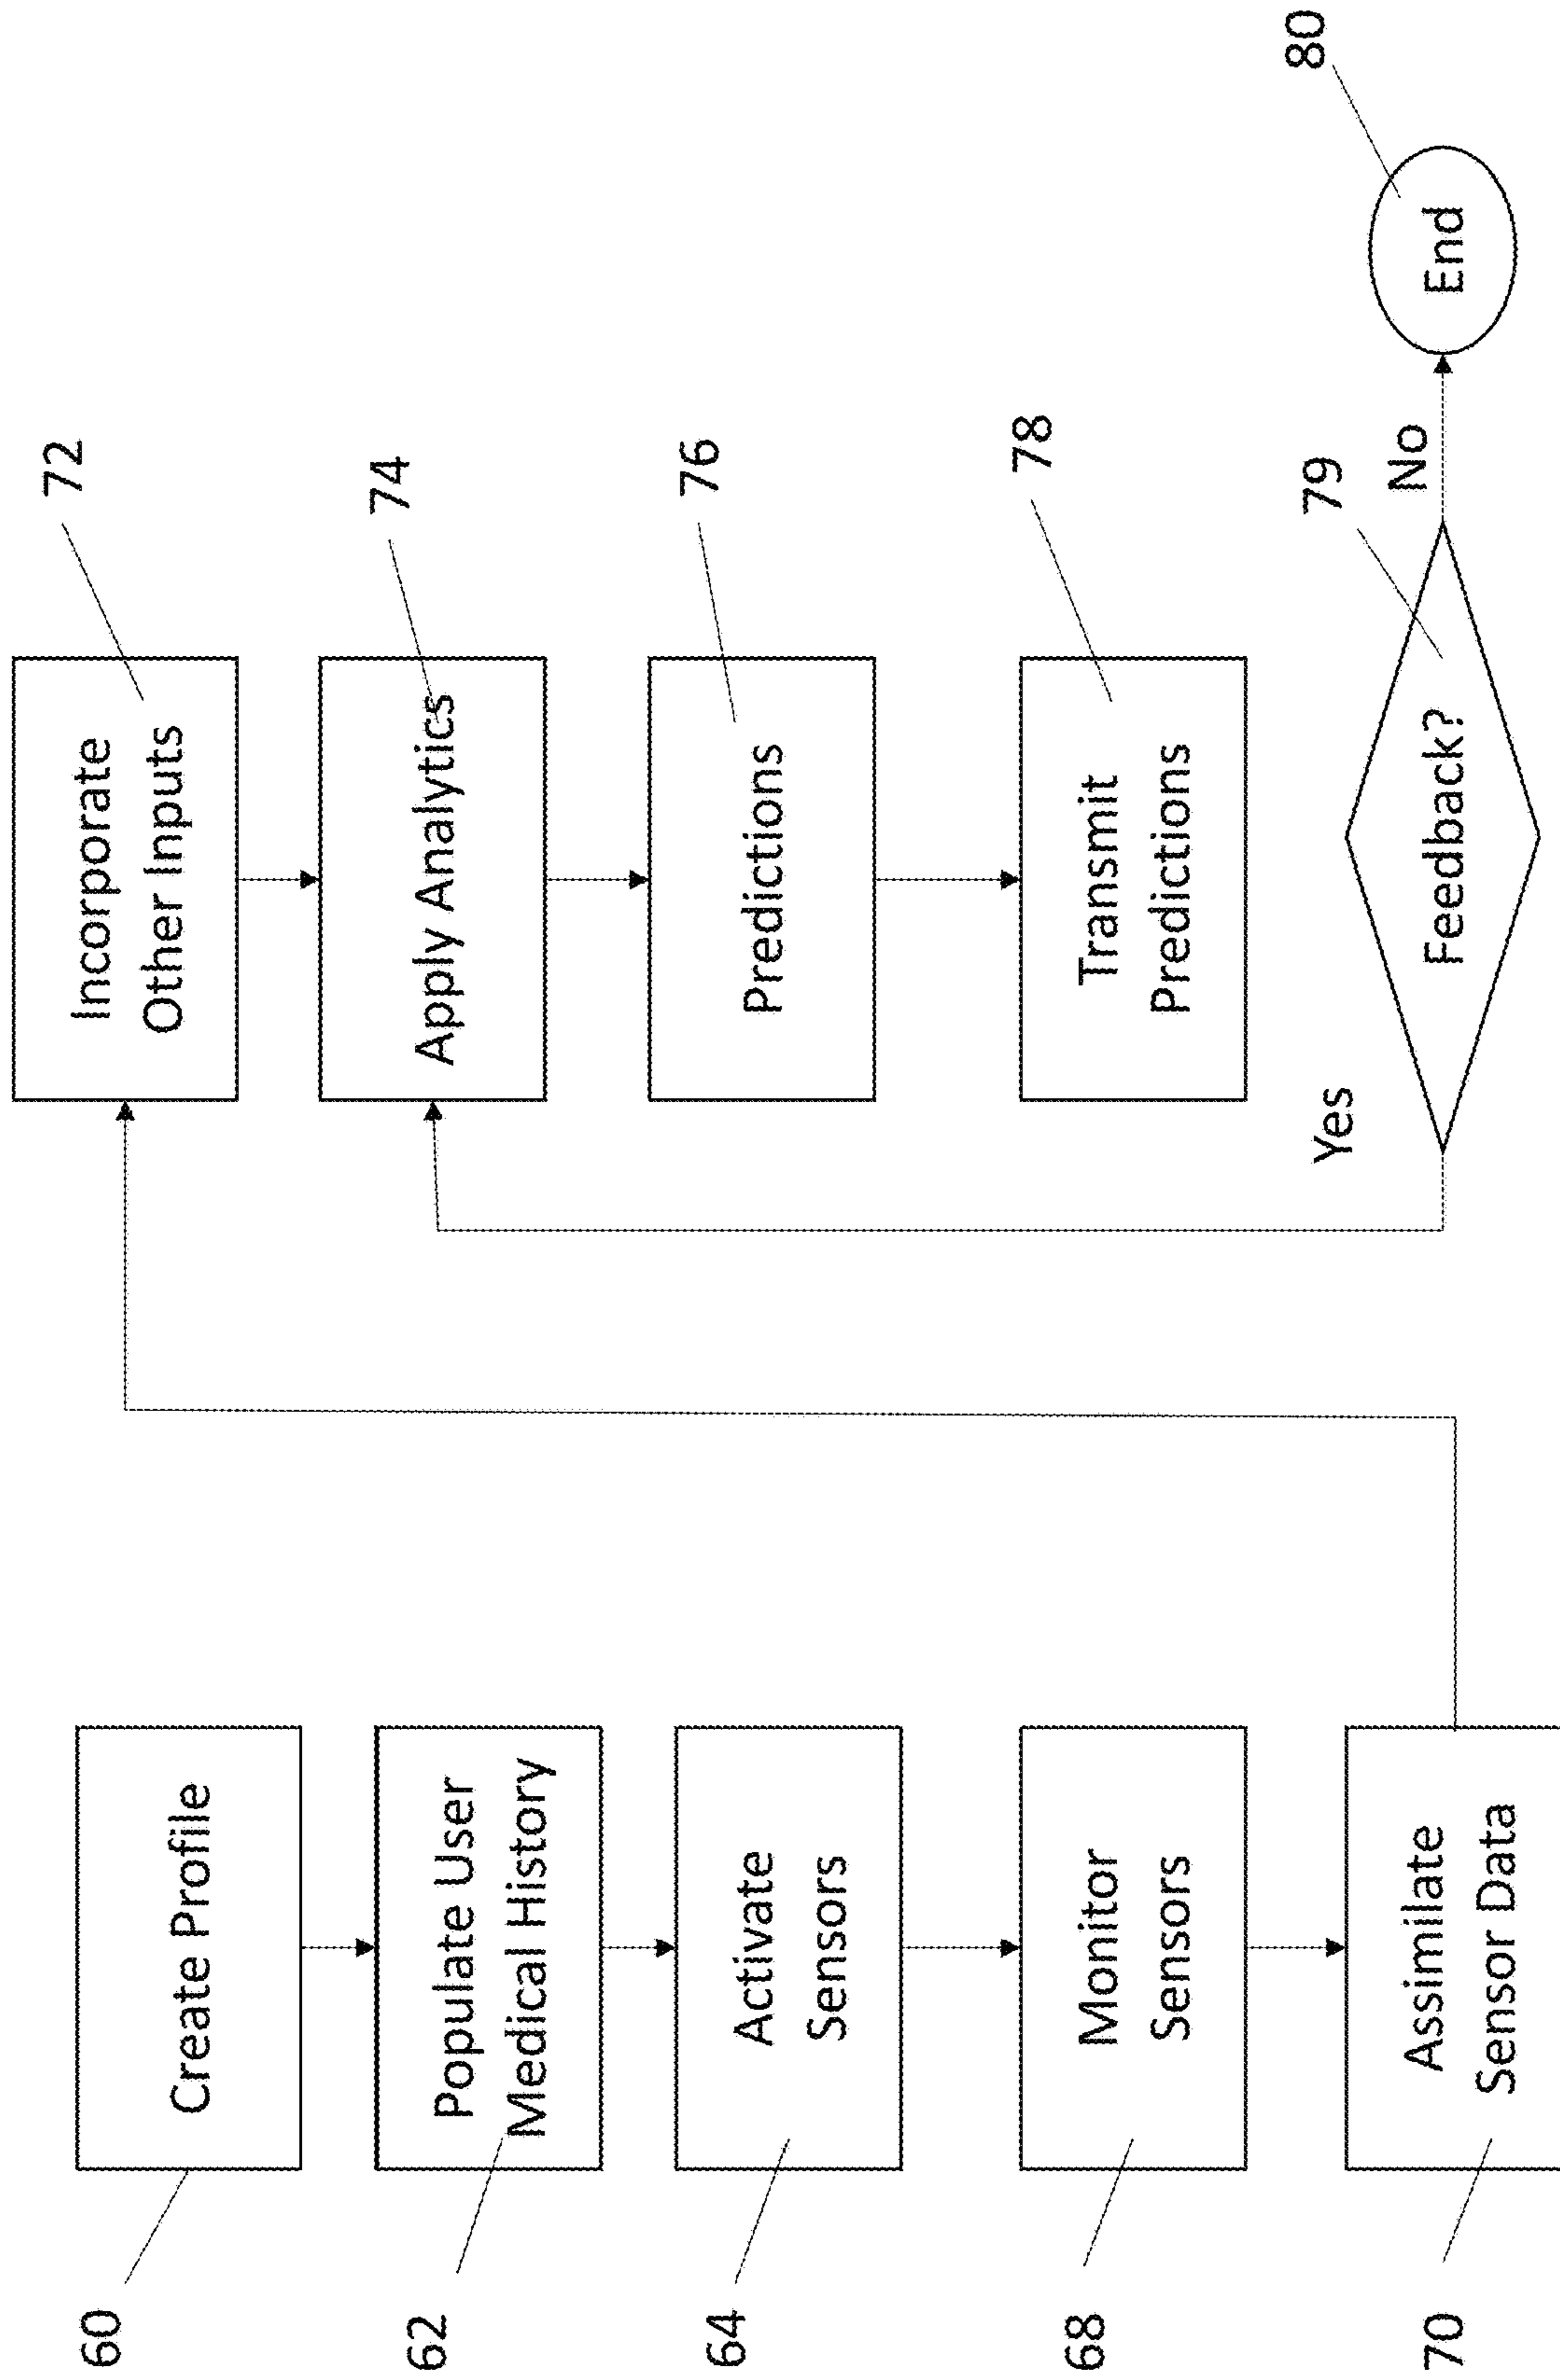 60
Create Profile
62
Populate User
Medical History
64
Activate
Sensors
68
Monitor
Sensors
70
Assimilate
Sensor Data
Incorporate
Other Inputs
72
Apply Analytics
74
Predictions
76
Transmit
Predictions
78
Yes
Feedback?
79
No
End
80